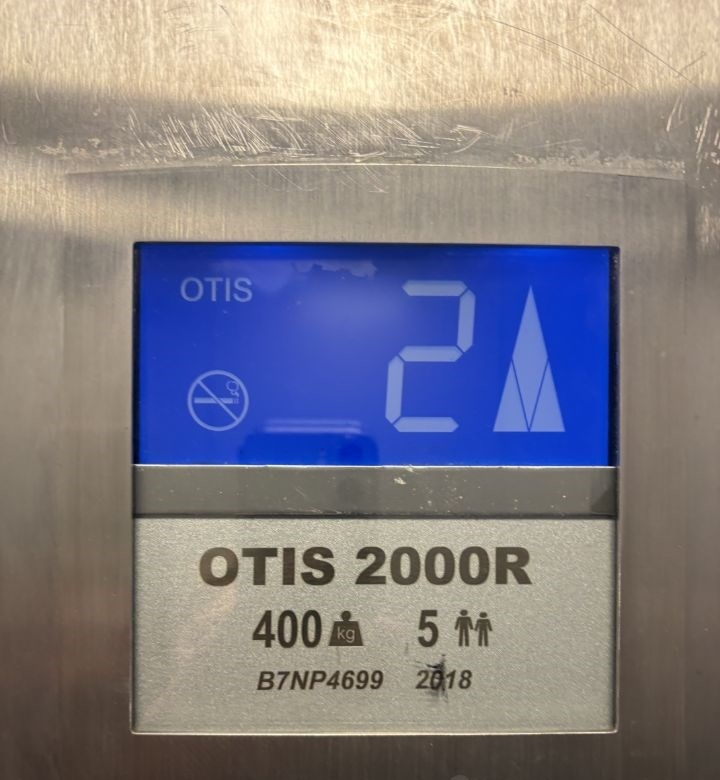 OTIS
2
OTIS 2000R
400 kg 5
B7NP4699 2018